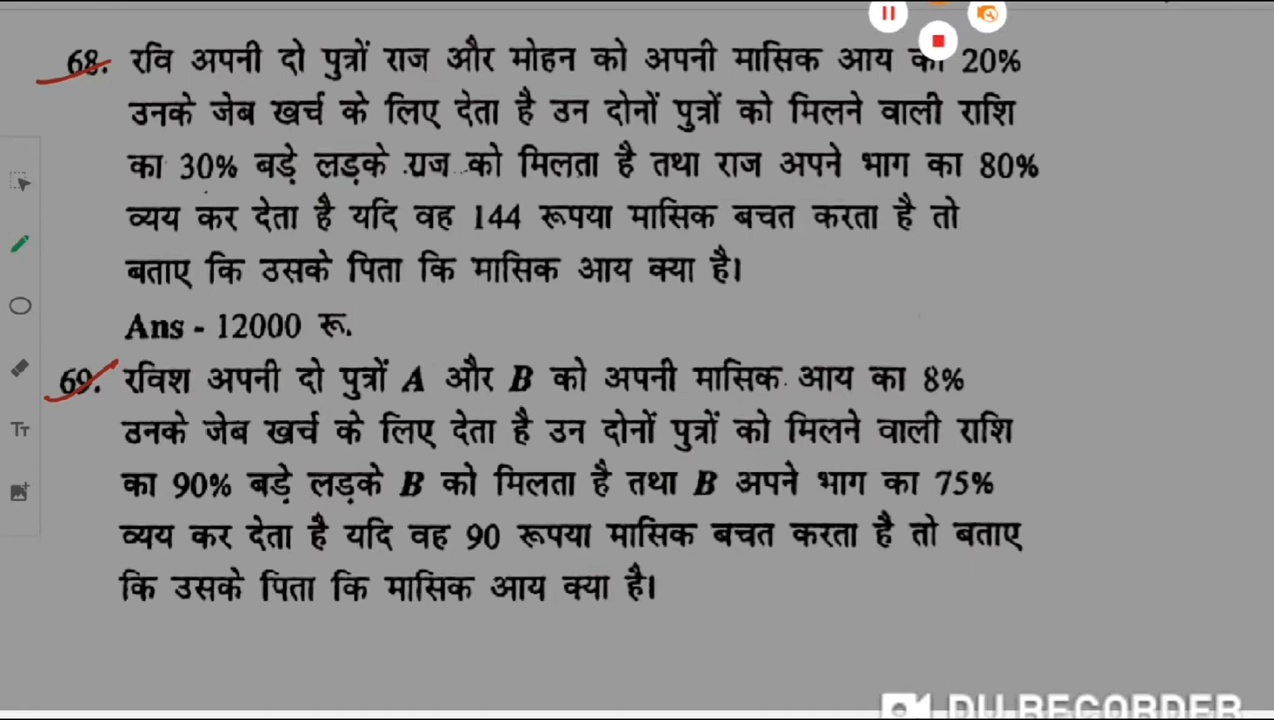 68. रवि अपनी दो पुत्रों राज और मोहन को अपनी मासिक आय का 20%
उनके जेब खर्च के लिए देता है उन दोनों पुत्रों को मिलने वाली राशि
का 30% बड़े लड़के राज को मिलता है तथा राज अपने भाग का 80%
व्यय कर देता है यदि वह 144 रूपया मासिक बचत करता है तो
बताए कि उसके पिता कि मासिक आय क्या है।
Ans - 12000 रू.
69. रविश अपनी दो पुत्रों A और B को अपनी मासिक आय का 8%
उनके जेब खर्च के लिए देता है उन दोनों पुत्रों को मिलने वाली राशि
का 90% बड़े लड़के B को मिलता है तथा B अपने भाग का 75%
व्यय कर देता है यदि वह 90 रूपया मासिक बचत करता है तो बताए
कि उसके पिता कि मासिक आय क्या है।
Tт
DU RECORDER